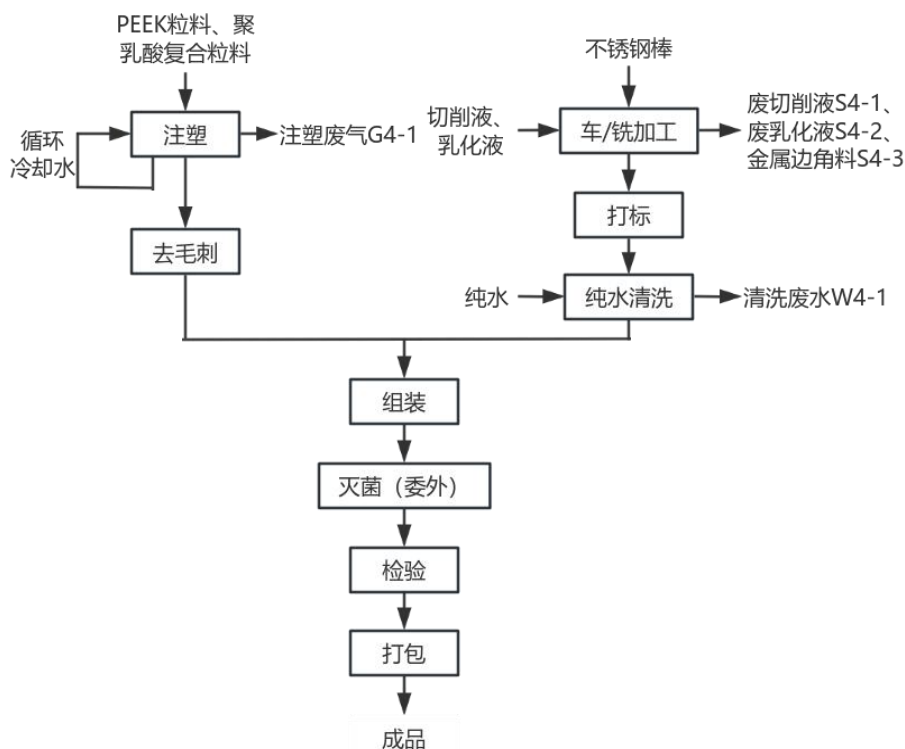 PEEK粒料、聚
乳酸复合粒料
循环
冷却水
注塑
注塑废气G4-1
去毛刺
不锈钢棒
切削液、
乳化液
车/铣加工
废切削液S4-1、
废乳化液S4-2、
金属边角料S4-3
打标
纯水
纯水清洗
清洗废水W4-1
组装
灭菌（委外）
检验
打包
成品